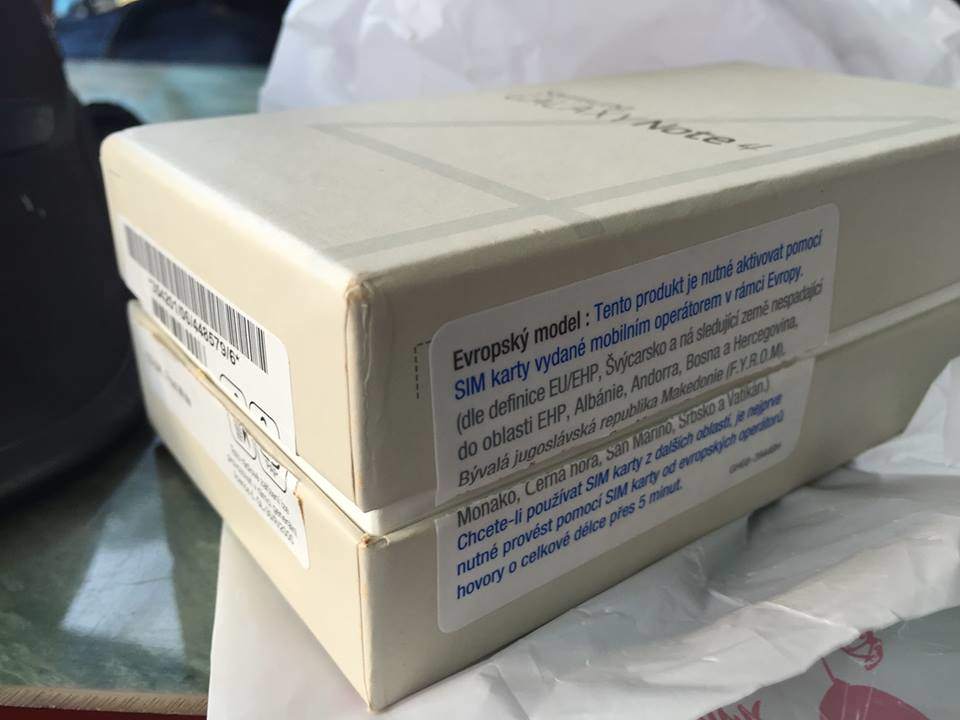 GALAXY Note 4
Evropský model : Tento produkt je nutné aktivovat pomocí
SIM karty vydané mobilním operátorem v rámci Evropy.
(dle definice EU/EHP, Švýcarsko a ná sledující země nespadající
do oblasti EHP, Albánie, Andorra, Bosna a Hercegovina,
Bývalá jugoslávská republika Makedonie (F.Y.R.O.M),
Monako, Černá hora, San Marino, Srbsko a Vatikán.)
Chcete-li používat SIM karty z dalších oblastí, je nejprve
nutné provést pomocí SIM karty od evropských operátorů
hovory o celkové délce přes 5 minut.